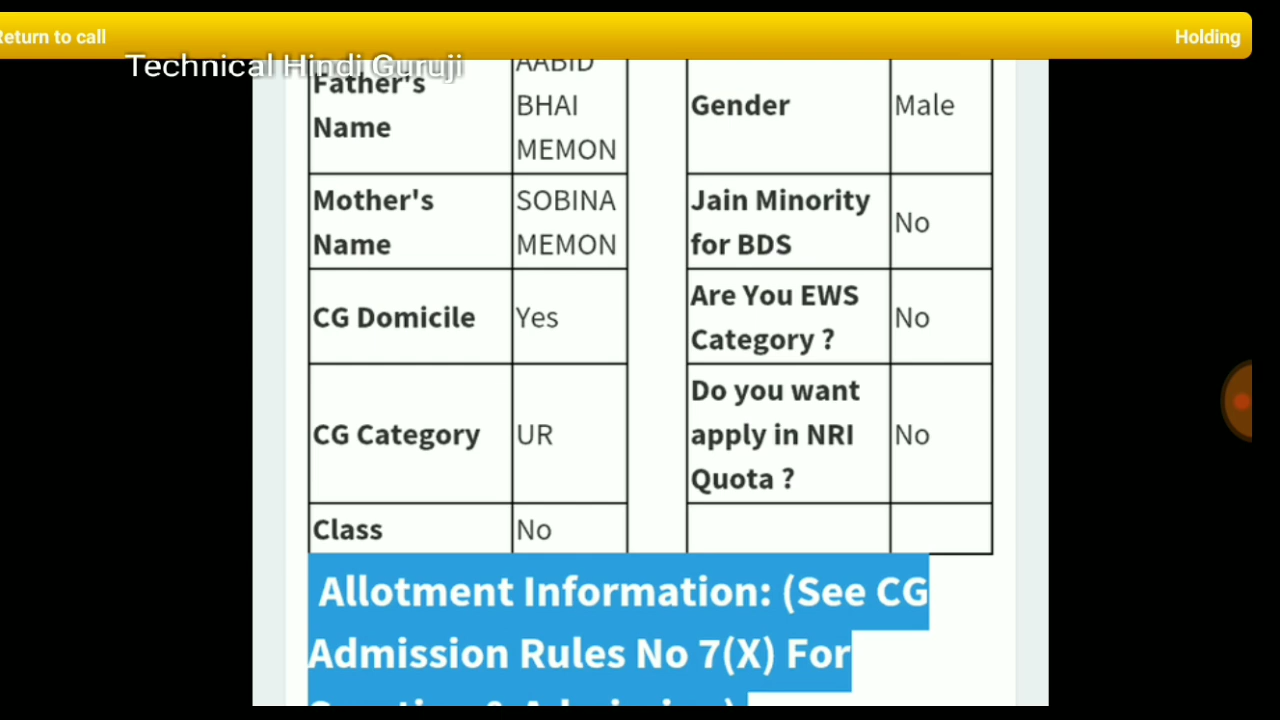 Return to call
Holding
Technical Hindi Guruji
Father's
Name
AABID
BHAI
MEMON
Gender
Male
Mother's
Name
SOBINA
MEMON
Jain Minority
for BDS
No
CG Domicile
Yes
Are You EWS
Category ?
No
CG Category
UR
Do you want
apply in NRI
Quota ?
No
Class
No
Allotment Information: (See CG
Admission Rules No 7(X) For